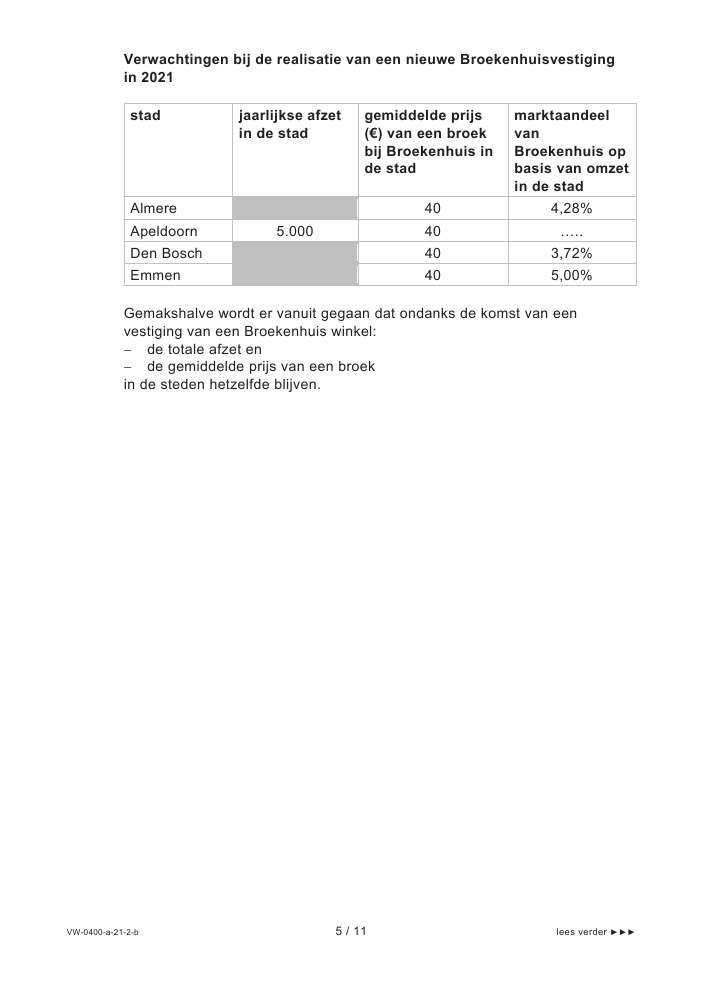 Verwachtingen bij de realisatie van een nieuwe Broekenhuisvestiging
in 2021
stad
jaarlijkse afzet
in de stad
gemiddelde prijs
(€) van een broek
bij Broekenhuis in
de stad
marktaandeel
van
Broekenhuis op
basis van omzet
in de stad
Almere 40 4,28%
Apeldoorn 5.000 40 .....
Den Bosch 40 3,72%
Emmen 40 5,00%
Gemakshalve wordt er vanuit gegaan dat ondanks de komst van een
vestiging van een Broekenhuis winkel:
− de totale afzet en
− de gemiddelde prijs van een broek
in de steden hetzelfde blijven.
VW-0400-a-21-2-b 5 / 11 lees verder ►►►